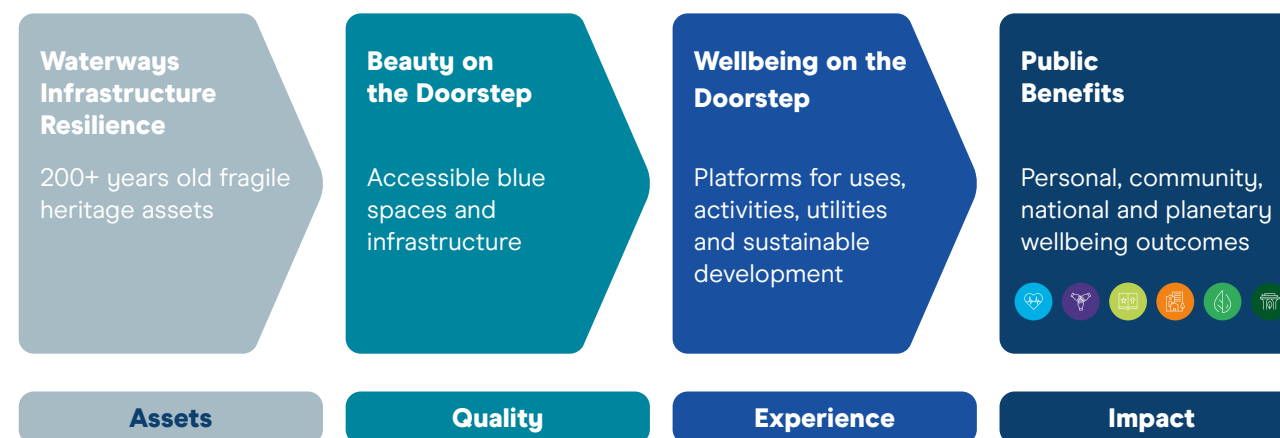 Waterways
Infrastructure
Resilience
200+ years old fragile
heritage assets
Beauty on
the Doorstep
Accessible blue
spaces and
infrastructure
Wellbeing on the
Doorstep
Platforms for uses,
activities, utilities
and sustainable
development
Public
Benefits
Personal, community,
national and planetary
wellbeing outcomes
Assets
Quality
Experience
Impact